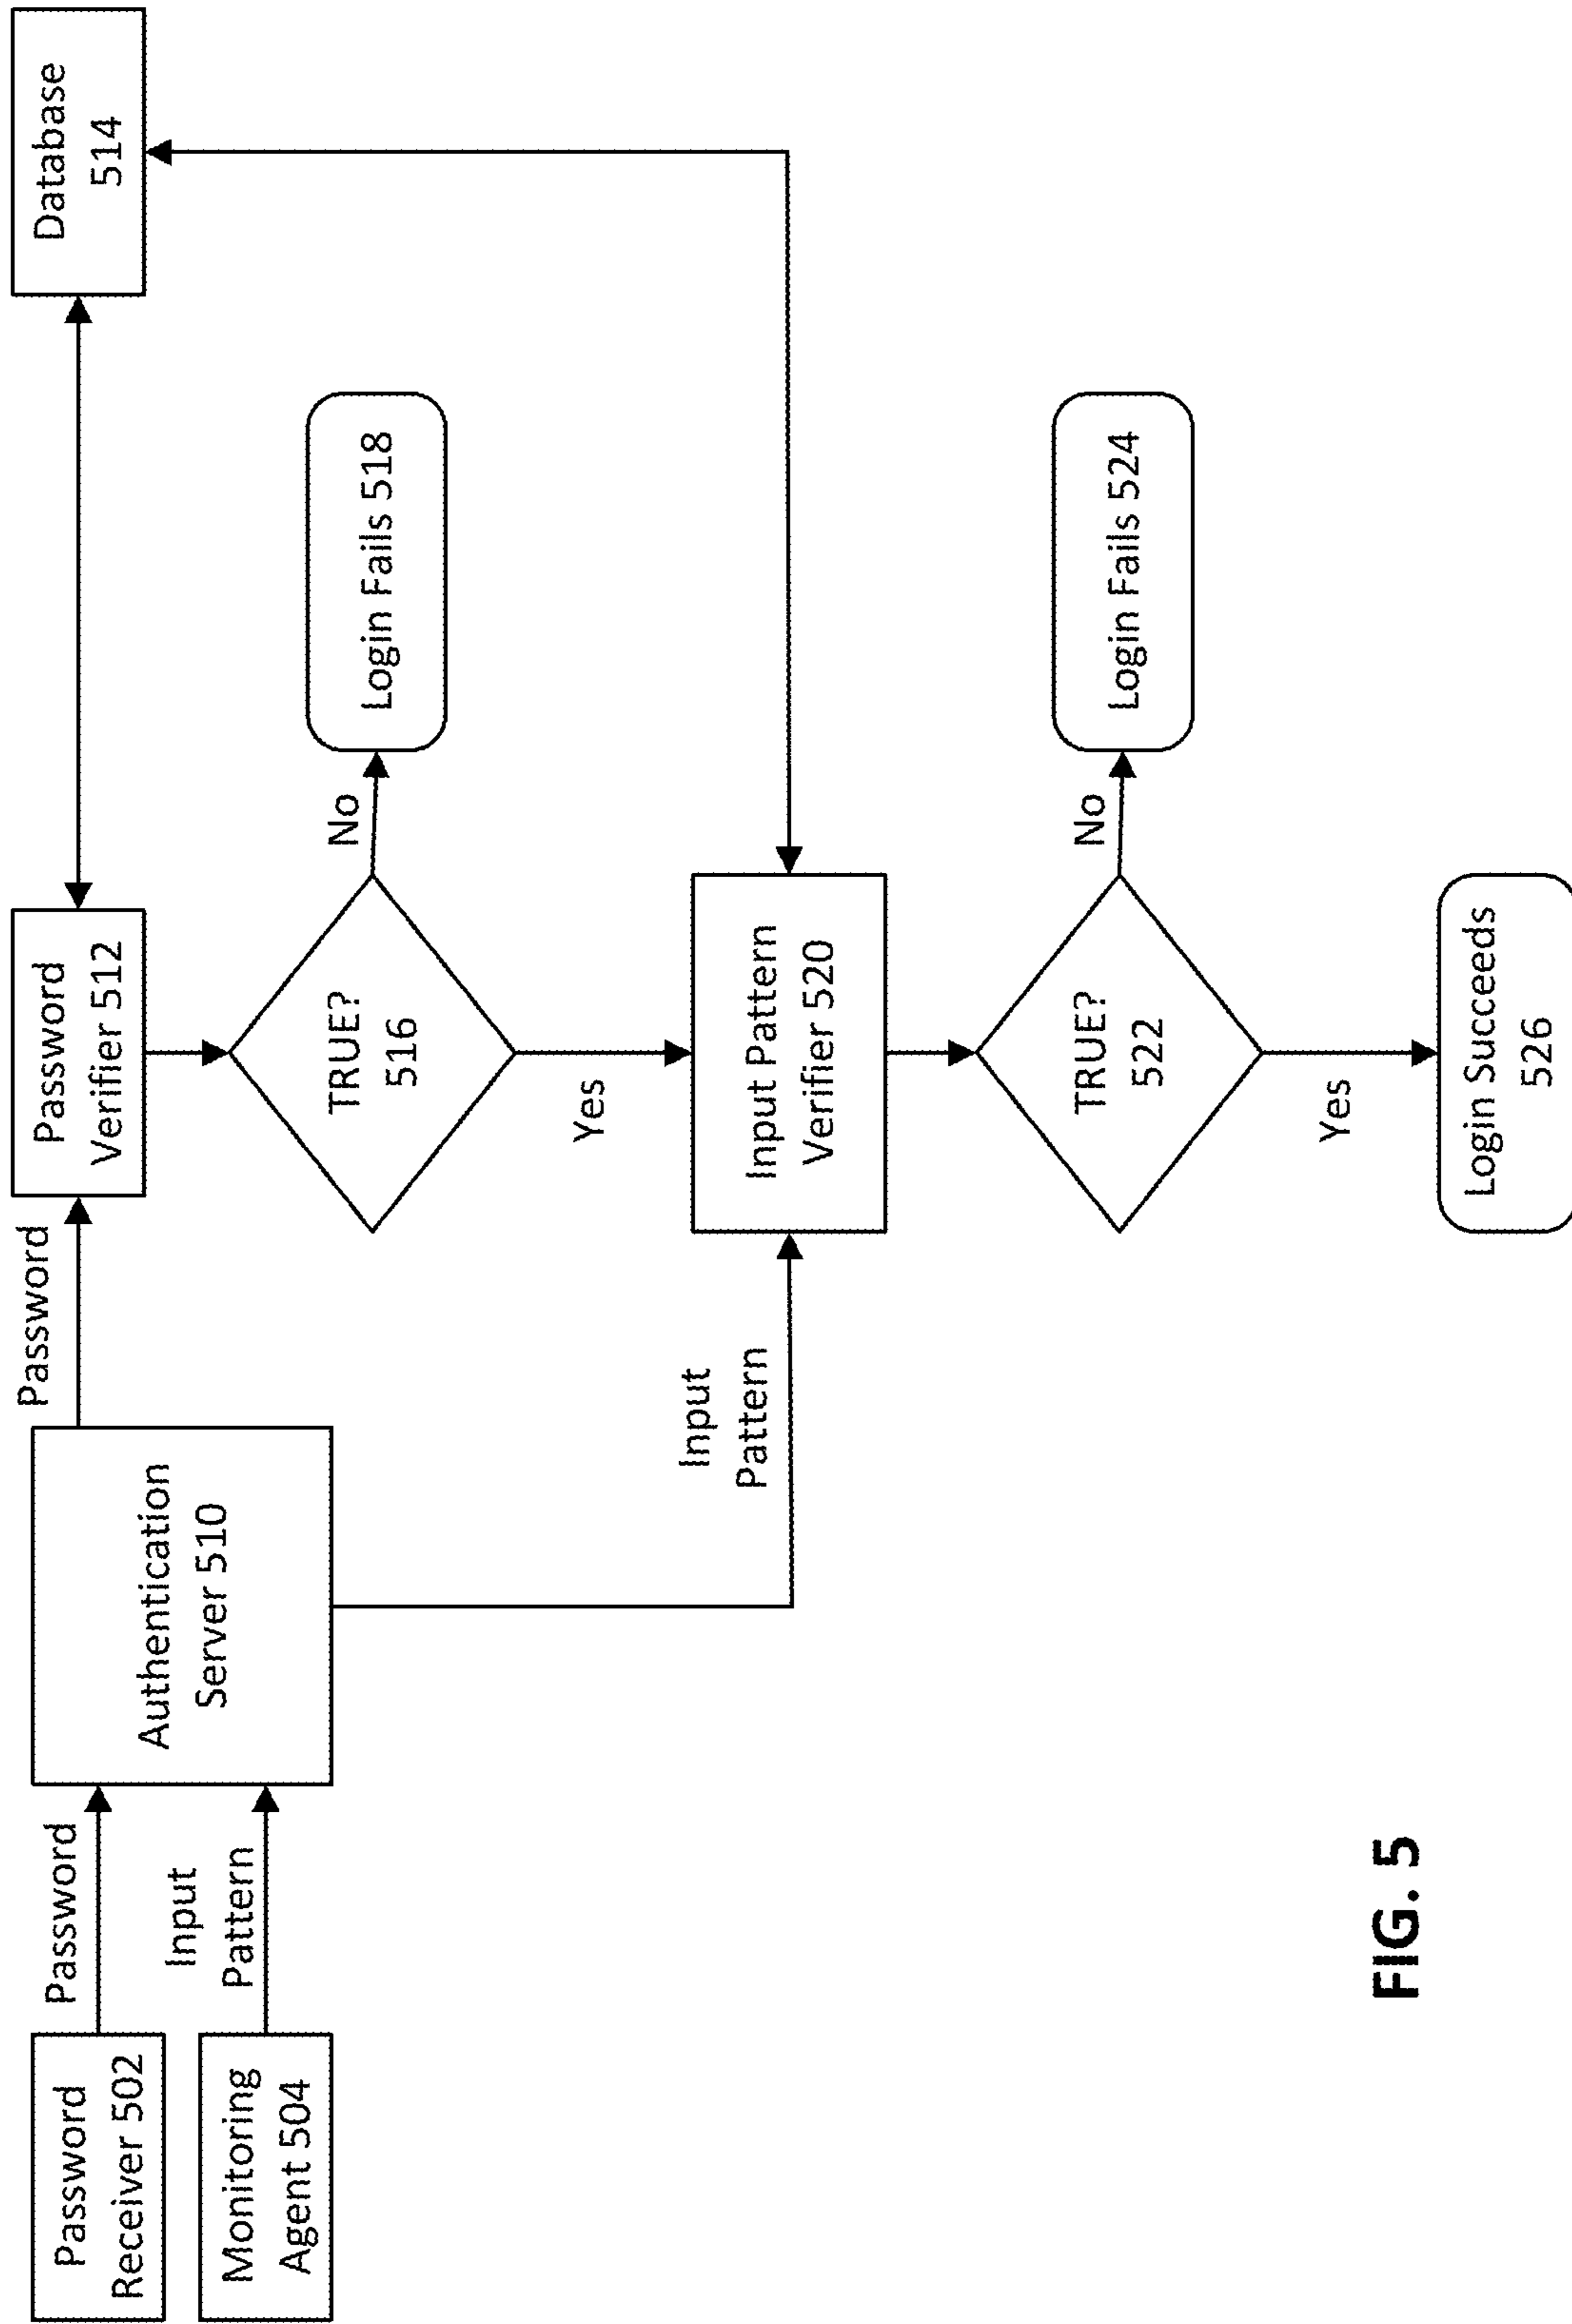 Password
Receiver 502
Monitoring
Agent 504
Password
Input
Pattern
Authentication
Server 510
Password
Input
Pattern
Password
Verifier 512
Database
514
TRUE?
516
No
Login Fails 518
Yes
Input Pattern
Verifier 520
TRUE?
522
No
Login Fails 524
Yes
Login Succeeds
526
FIG. 5